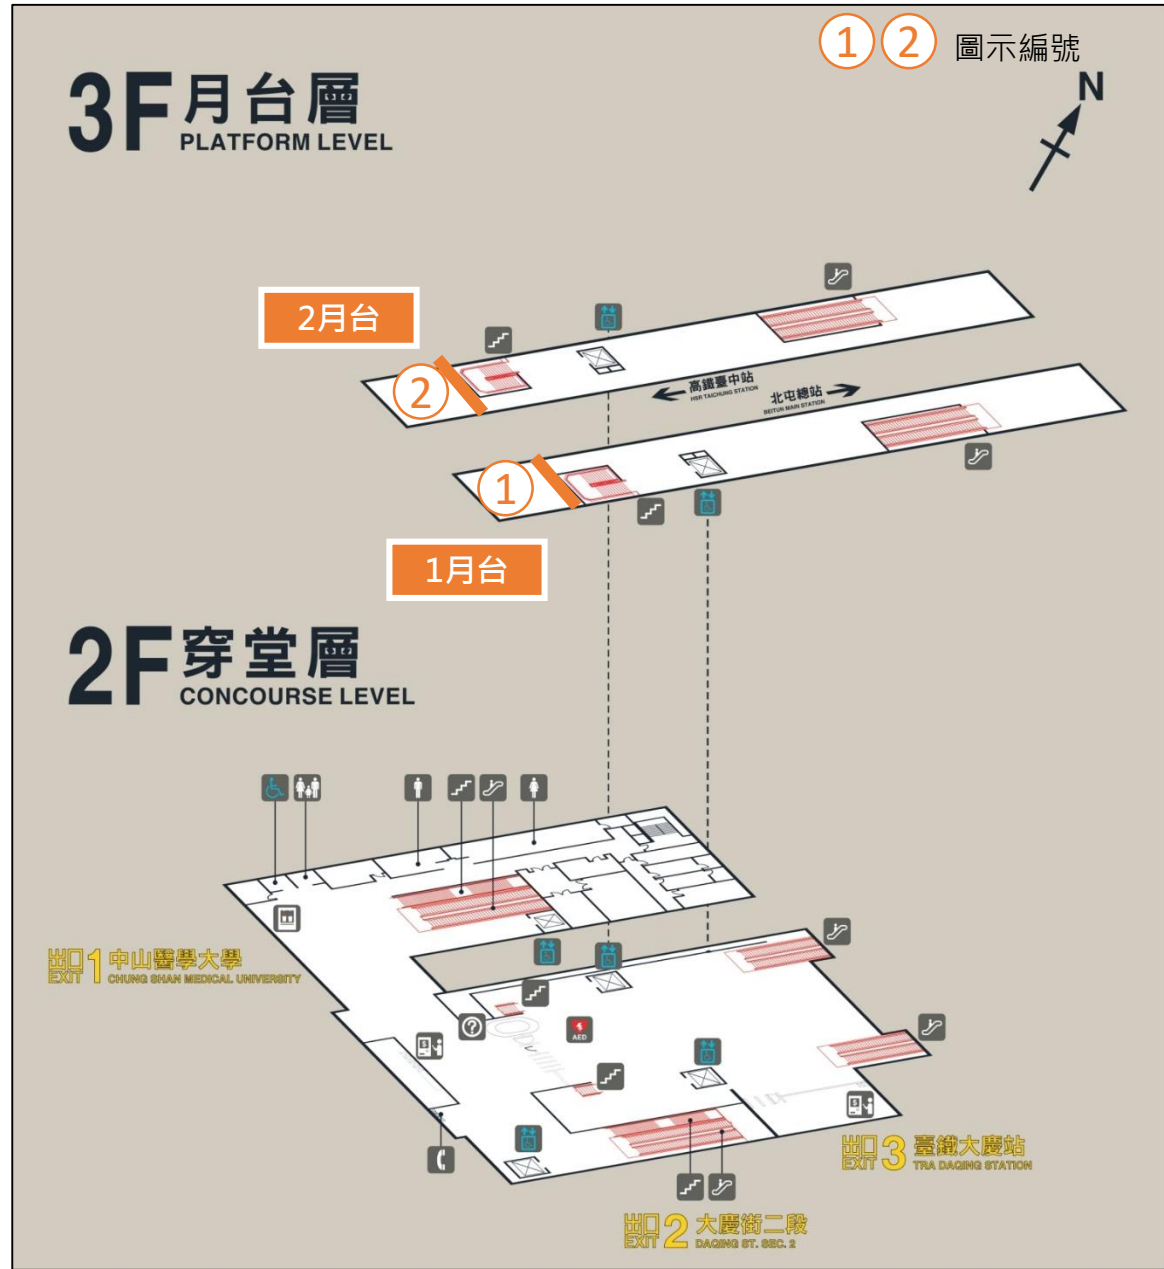 ① ② 圖示編號
3F 月台層
PLATFORM LEVEL
N
2月台
②
高鐵臺中站
HSR TAICHUNG STATION
北屯總站
BEITUN MAIN STATION
①
1月台
2F 穿堂層
CONCOURSE LEVEL
出口 EXIT 1 中山醫學大學
CHUNG SHAN MEDICAL UNIVERSITY
?
AED
$
$
出口 EXIT 3 臺鐵大慶站
TRA DAQING STATION
出口 EXIT 2 大慶街二段
DAQING ST. SEC. 2